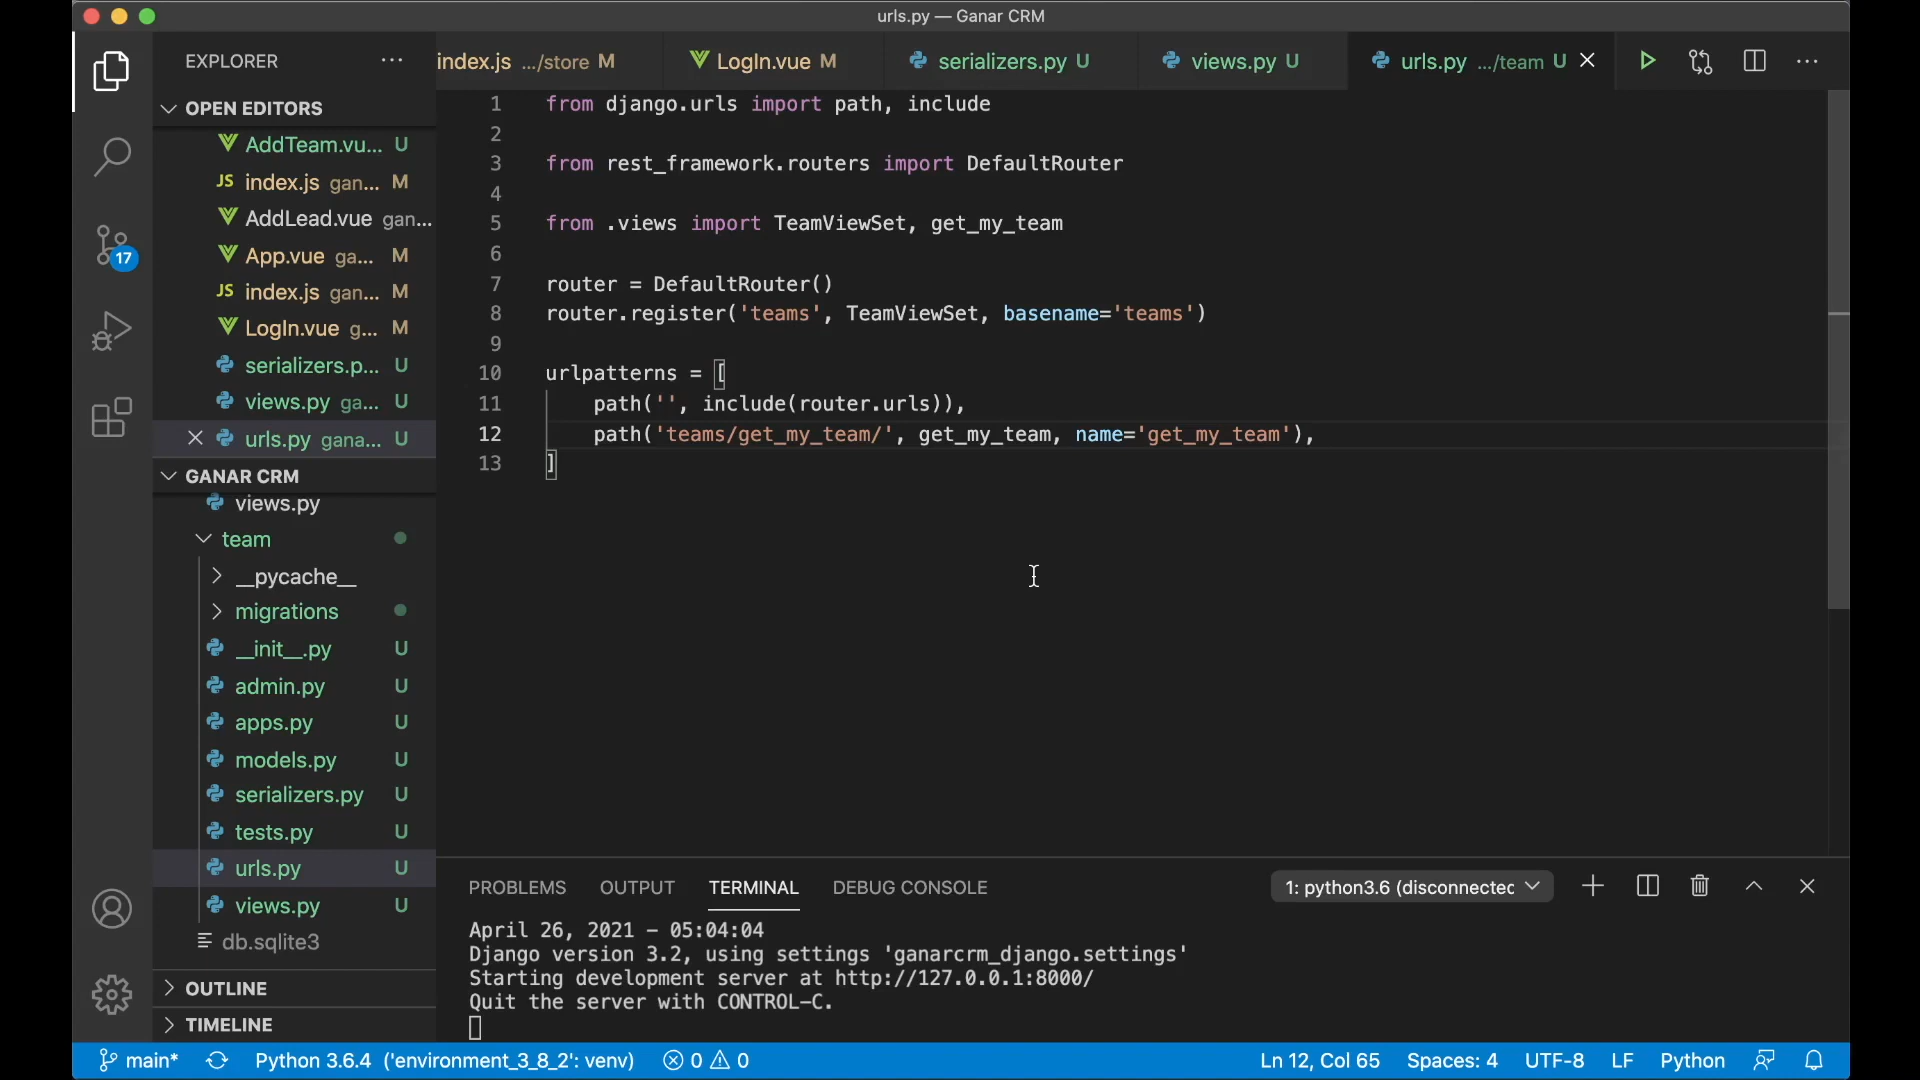 urls.py — Ganar CRM
EXPLORER
index.js .../store M
LogIn.vue M
serializers.py U
views.py U
urls.py .../team U
OPEN EDITORS
AddTeam.vu... U
JS index.js gan... M
AddLead.vue gan...
App.vue ga... M
JS index.js gan... M
LogIn.vue g... M
serializers.p... U
views.py ga... U
urls.py gana... U
17
GANAR CRM
views.py
team
__pycache__
migrations
__init__.py U
admin.py U
apps.py U
models.py U
serializers.py U
tests.py U
urls.py U
views.py U
db.sqlite3
OUTLINE
TIMELINE
1 from django.urls import path, include
2
3 from rest_framework.routers import DefaultRouter
4
5 from .views import TeamViewSet, get_my_team
6
7 router = DefaultRouter()
8 router.register('teams', TeamViewSet, basename='teams')
9
10 urlpatterns = [
11 path('', include(router.urls)),
12 path('teams/get_my_team/', get_my_team, name='get_my_team'),
13 ]
PROBLEMS OUTPUT TERMINAL DEBUG CONSOLE
1: python3.6 (disconnectec
April 26, 2021 – 05:04:04
Django version 3.2, using settings 'ganarcrm_django.settings'
Starting development server at http://127.0.0.1:8000/
Quit the server with CONTROL-C.
main* Python 3.6.4 ('environment_3_8_2': venv) 0 0
Ln 12, Col 65 Spaces: 4 UTF-8 LF Python